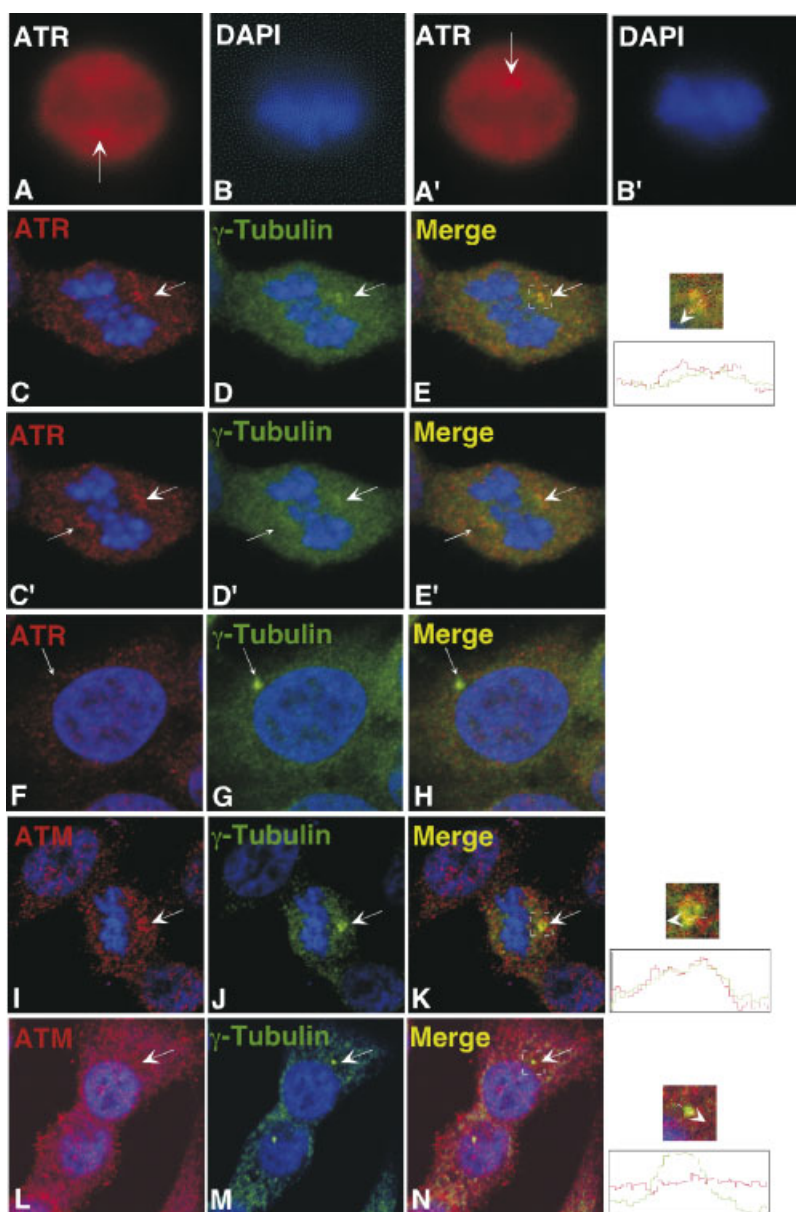 ATR DAPI ATR DAPI
A B A' B'
ATR γ-Tubulin Merge
C D E
ATR γ-Tubulin Merge
C' D' E'
ATR γ-Tubulin Merge
F G H
ATM γ-Tubulin Merge
I J K
ATM γ-Tubulin Merge
L M N